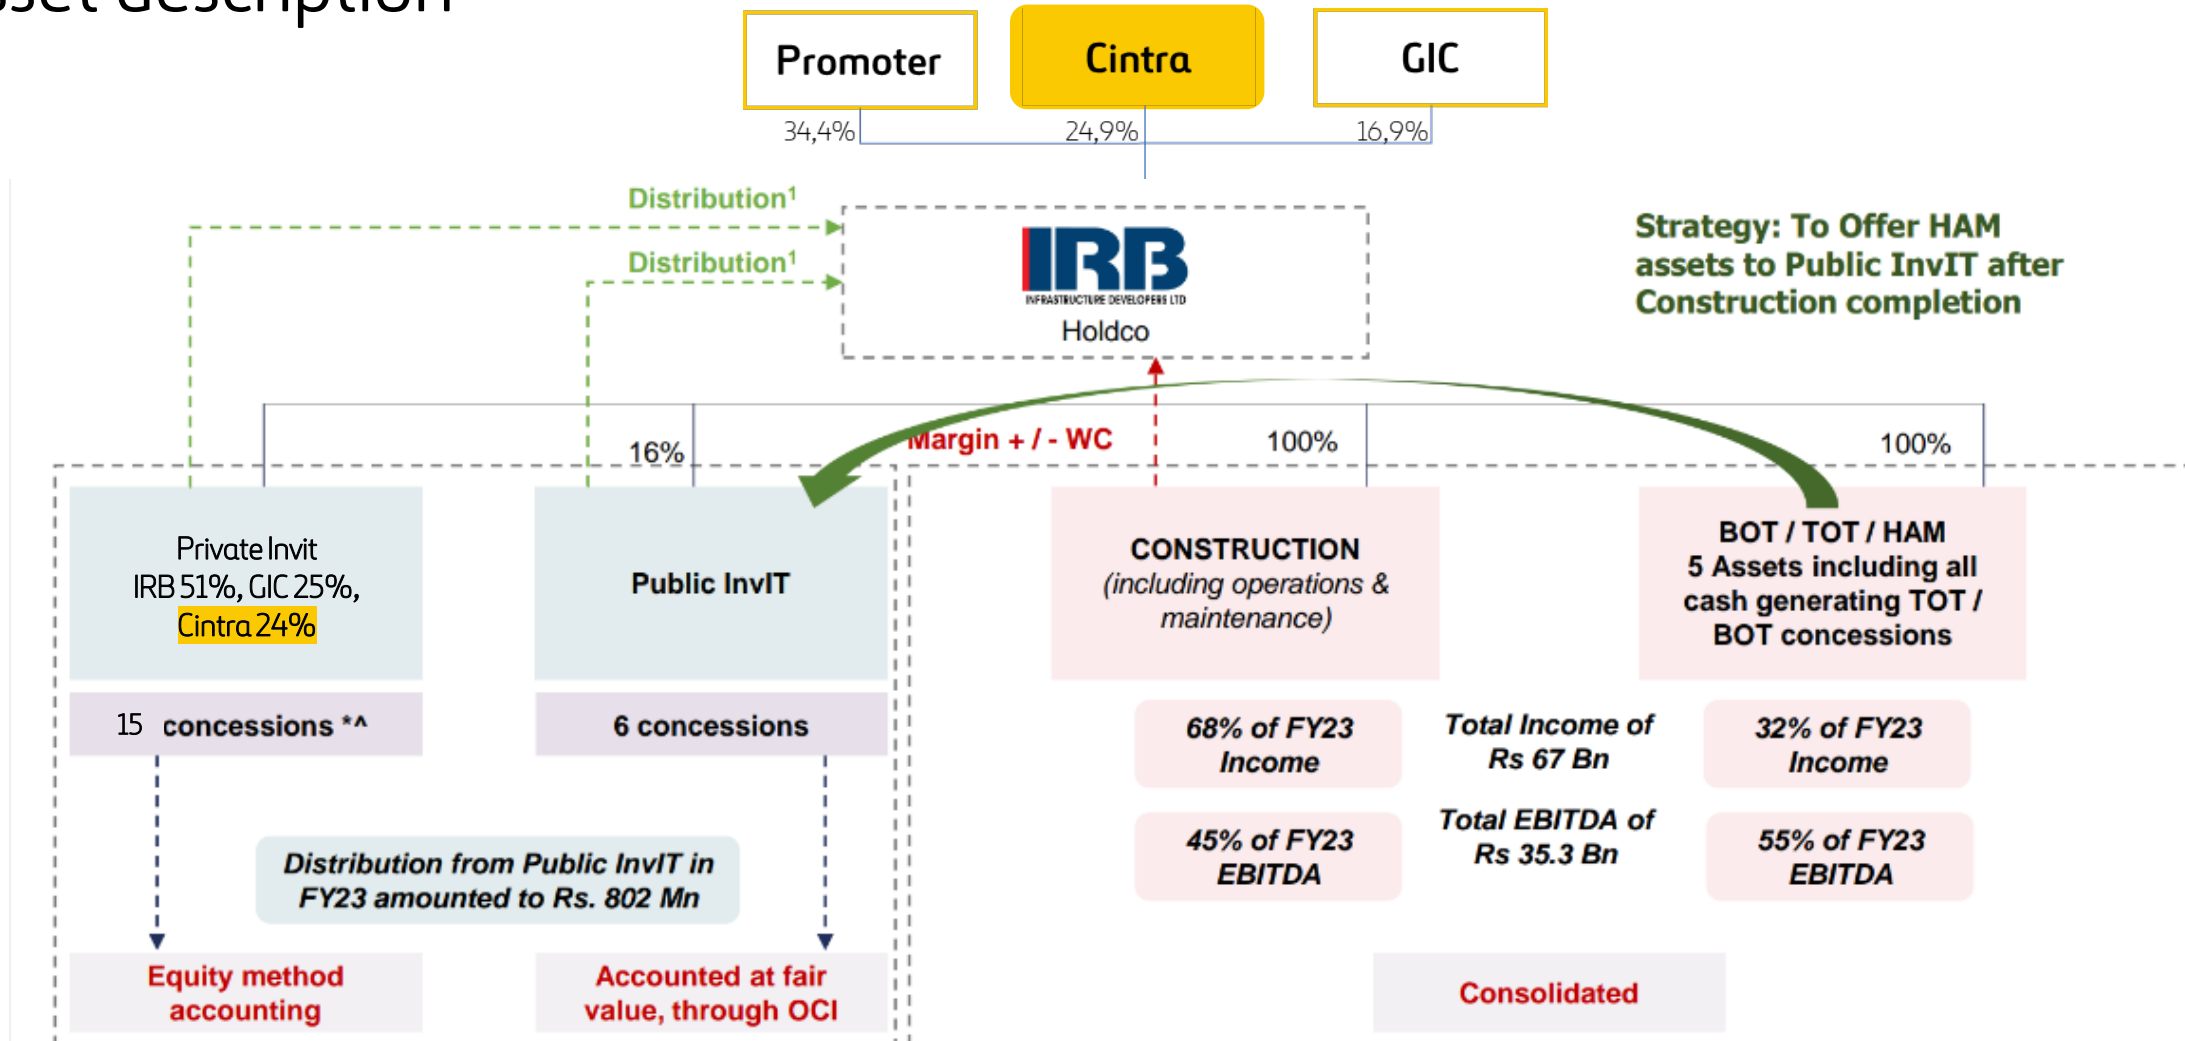 sset description
Promoter
Cintra
GIC
34,4%
24,9%
16,9%
Distribution¹
Distribution¹
IRB
INFRASTRUCTURE DEVELOPERS LTD
Holdco
Strategy: To Offer HAM
assets to Public InvIT after
Construction completion
16%
Margin + / - WC
100%
100%
Private Invit
IRB 51%, GIC 25%,
Cintra 24%
Public InvIT
CONSTRUCTION
(including operations &
maintenance)
BOT / TOT / HAM
5 Assets including all
cash generating TOT /
BOT concessions
15 concessions *^
6 concessions
68% of FY23
Income
Total Income of
Rs 67 Bn
32% of FY23
Income
45% of FY23
EBITDA
Total EBITDA of
Rs 35.3 Bn
55% of FY23
EBITDA
Distribution from Public InvIT in
FY23 amounted to Rs. 802 Mn
Equity method
accounting
Accounted at fair
value, through OCI
Consolidated